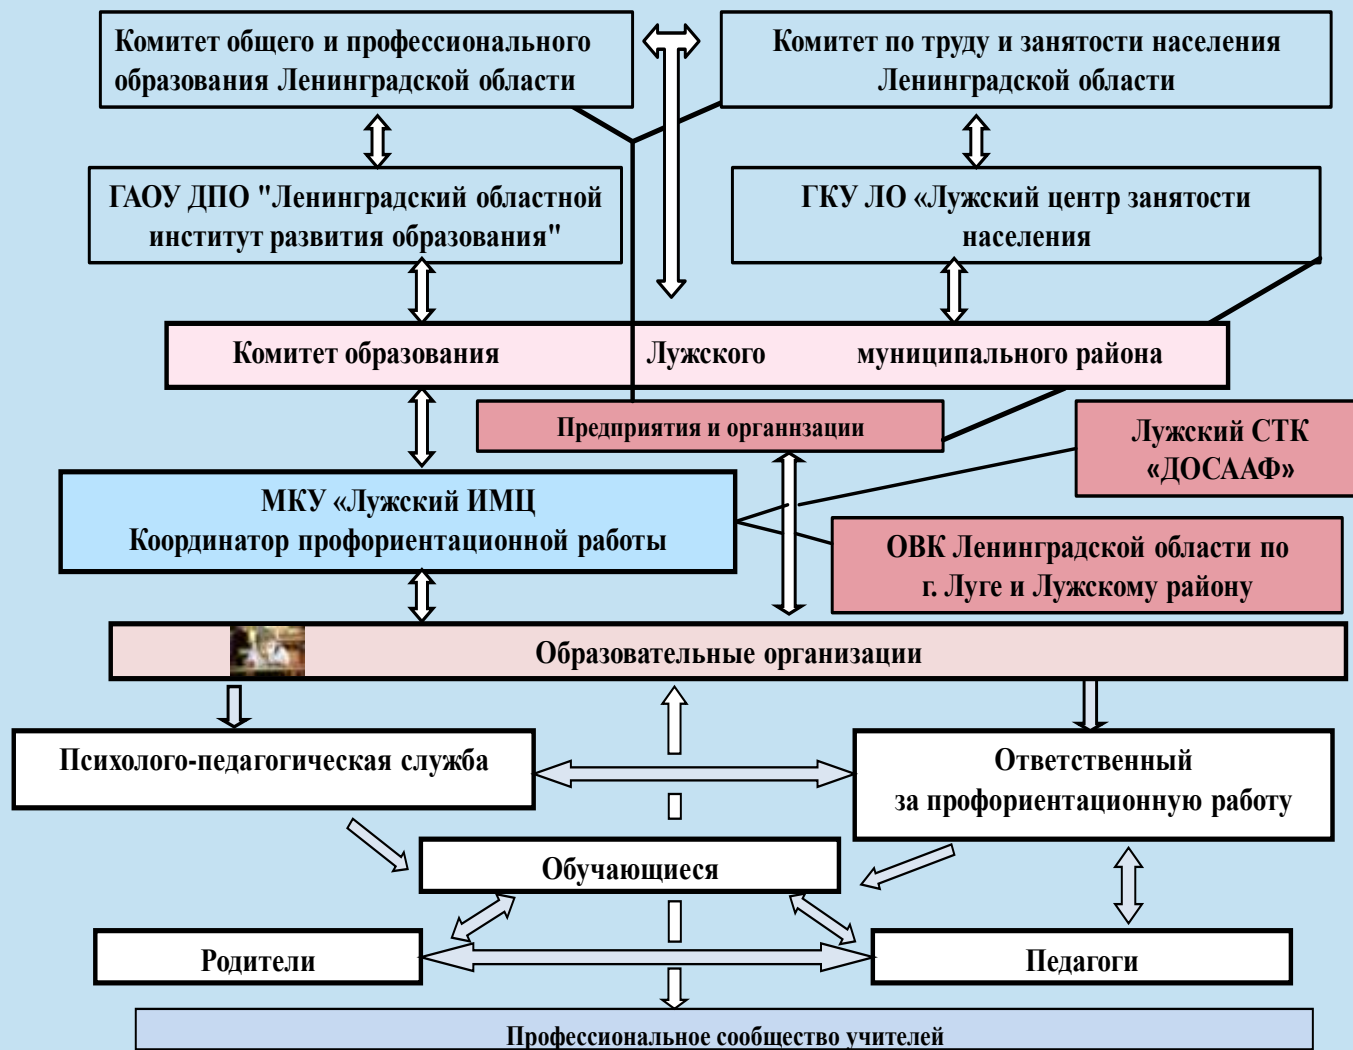 Комитет общего и профессионального
образования Ленинградской области
Комитет по труду и занятости населения
Ленинградской области
ГАОУ ДПО "Ленинградский областной
институт развития образования"
ГКУ ЛО «Лужский центр занятости
населения
Комитет образования Лужского муниципального района
Предприятия и органнзации
Лужский СТК
«ДОСААФ»
МКУ «Лужский ИМЦ
Координатор профориентационной работы
ОВК Ленинградской области по
г. Луге и Лужскому району
Образовательные организации
Психолого-педагогическая служба
Ответственный
за профориентационную работу
Обучающиеся
Родители
Педагоги
Профессиональное сообщество учителей